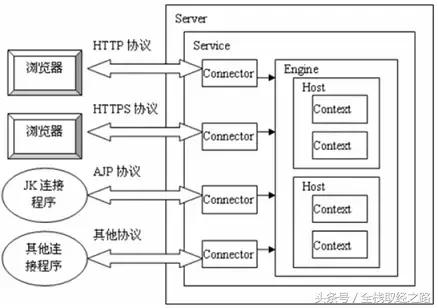 Server
Service
HTTP 协议
浏览器
Connector
Engine
Host
Context
Context
HTTPS 协议
浏览器
Connector
AJP 协议
JK 连接
程序
Connector
Host
Context
Context
其他协议
其他连
接程序
Connector
头条号 / 全栈取经之路